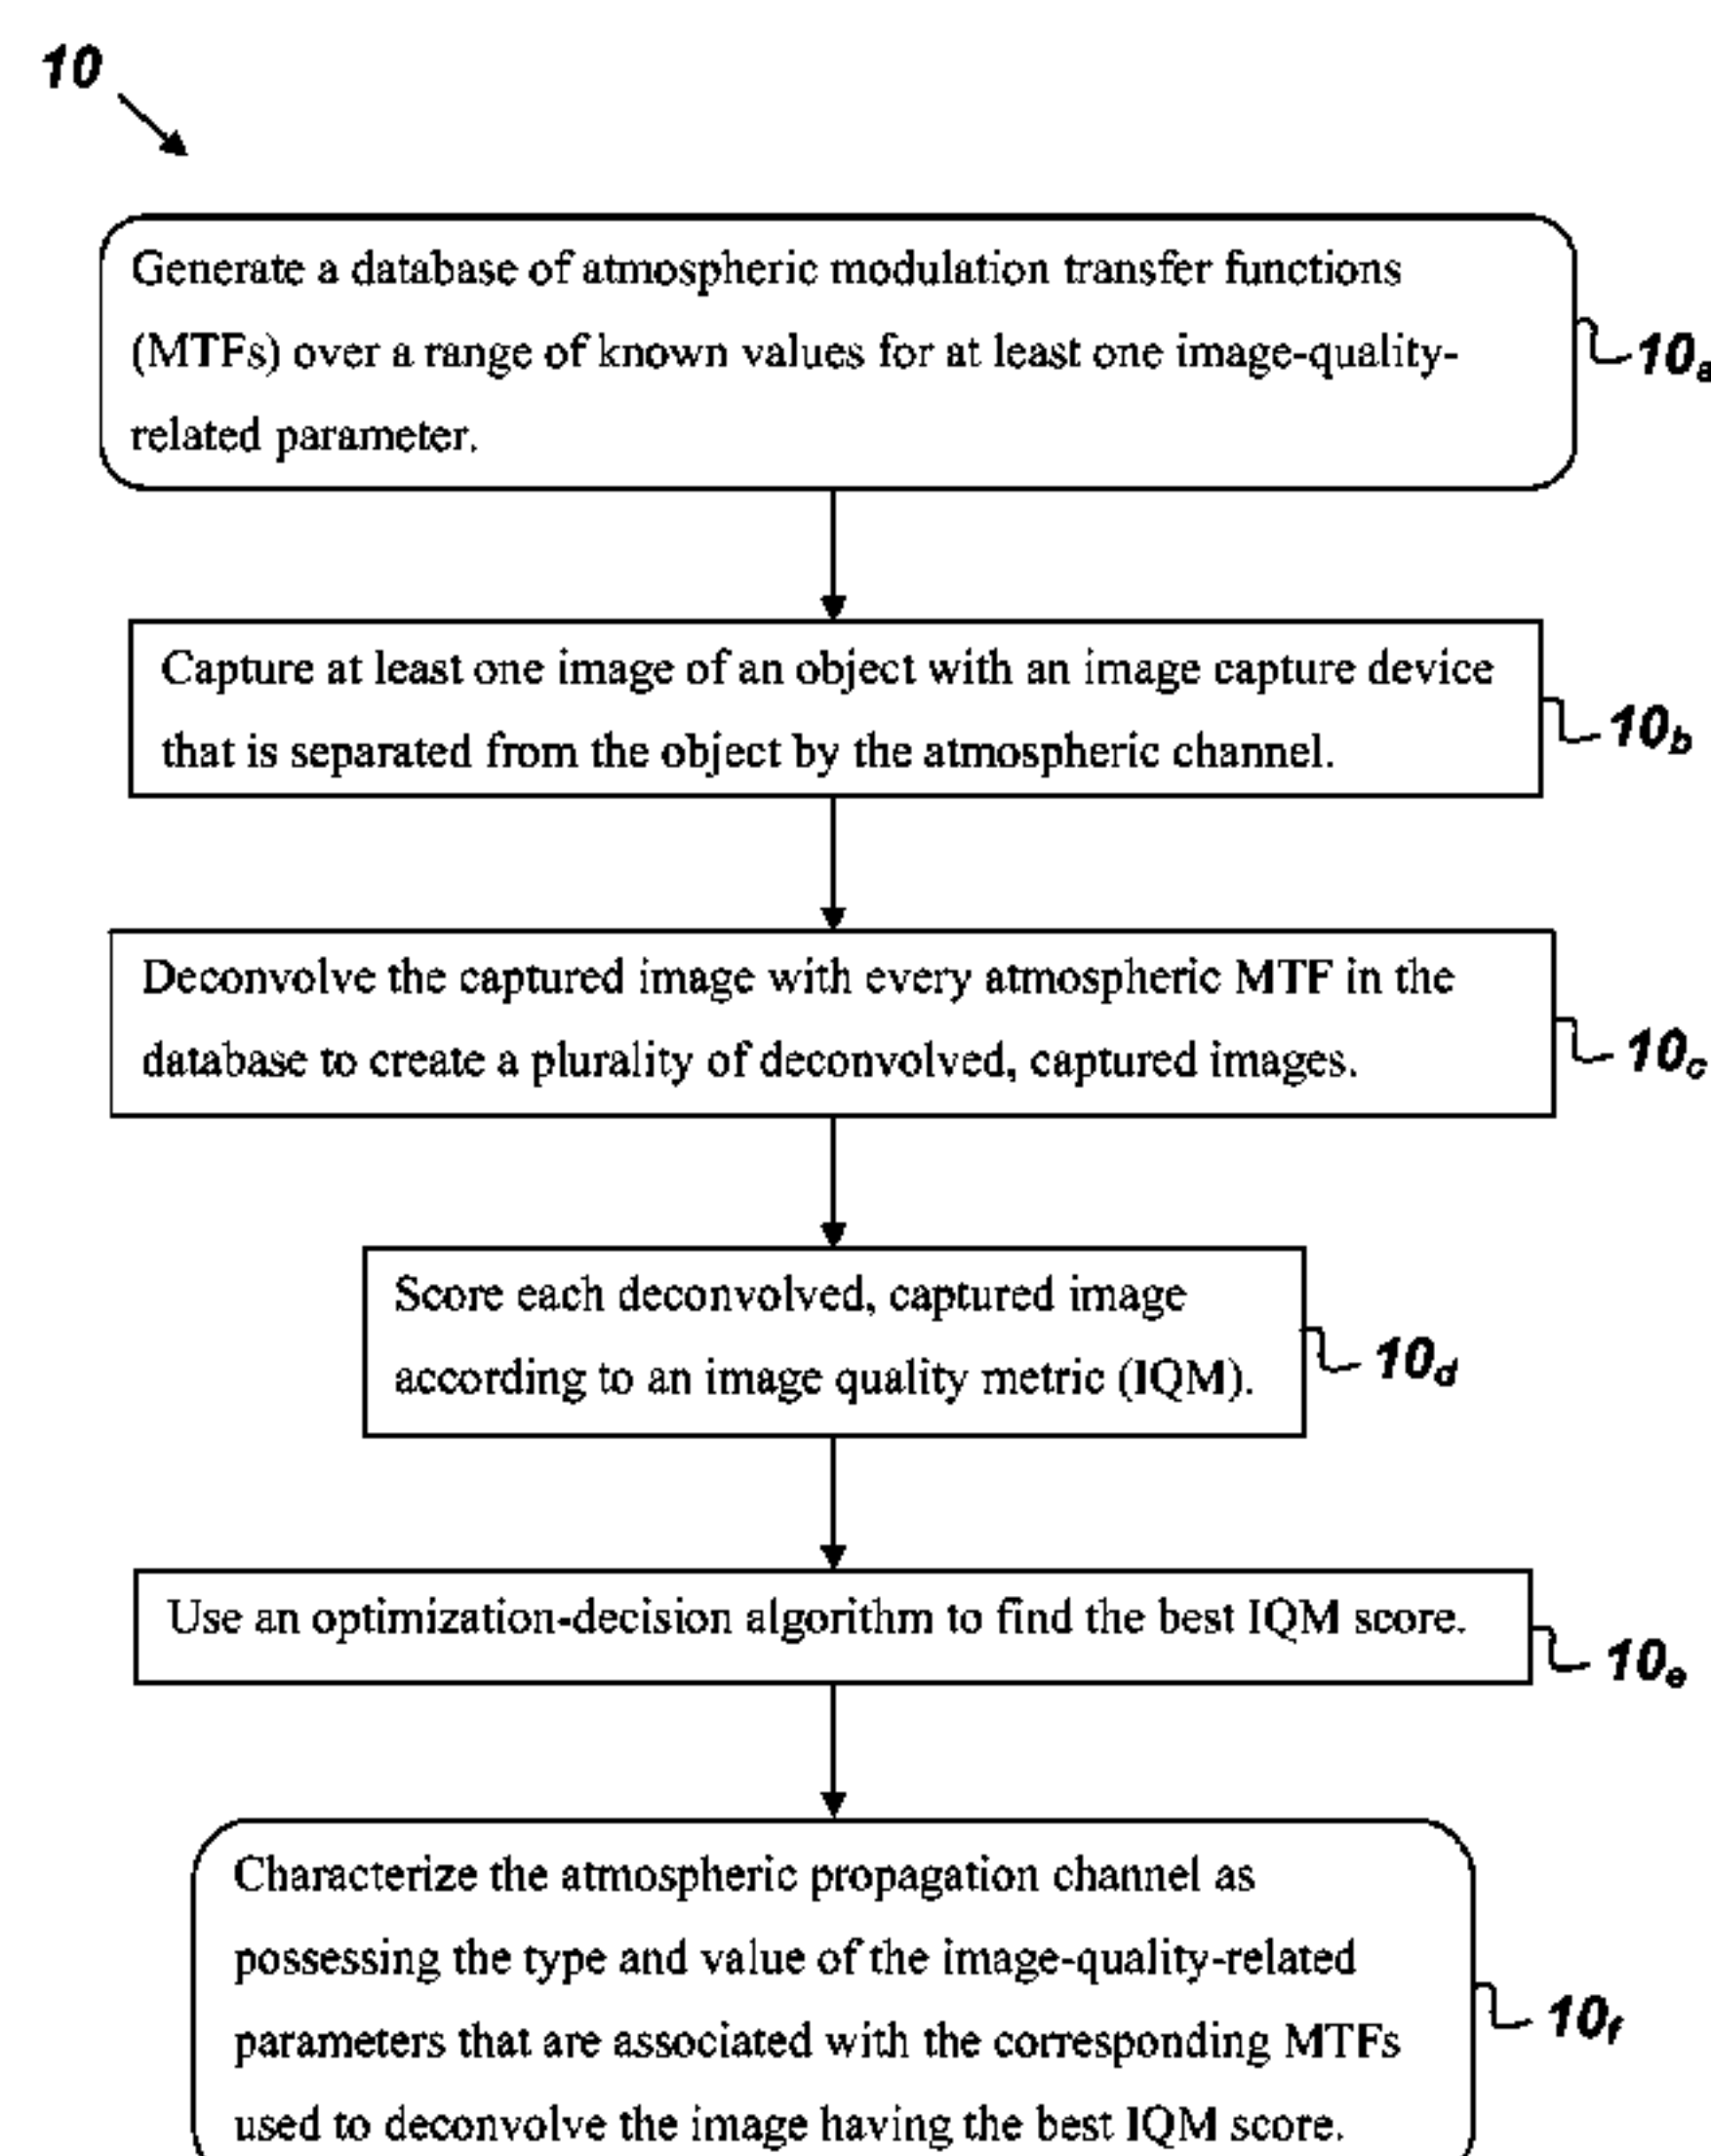 10
Generate a database of atmospheric modulation transfer functions
(MTFs) over a range of known values for at least one image-quality-
related parameter.
10a
Capture at least one image of an object with an image capture device
that is separated from the object by the atmospheric channel.
10b
Deconvolve the captured image with every atmospheric MTF in the
database to create a plurality of deconvolved, captured images.
10c
Score each deconvolved, captured image
according to an image quality metric (IQM).
10d
Use an optimization-decision algorithm to find the best IQM score.
10e
Characterize the atmospheric propagation channel as
possessing the type and value of the image-quality-related
parameters that are associated with the corresponding MTFs
used to deconvolve the image having the best IQM score.
10f